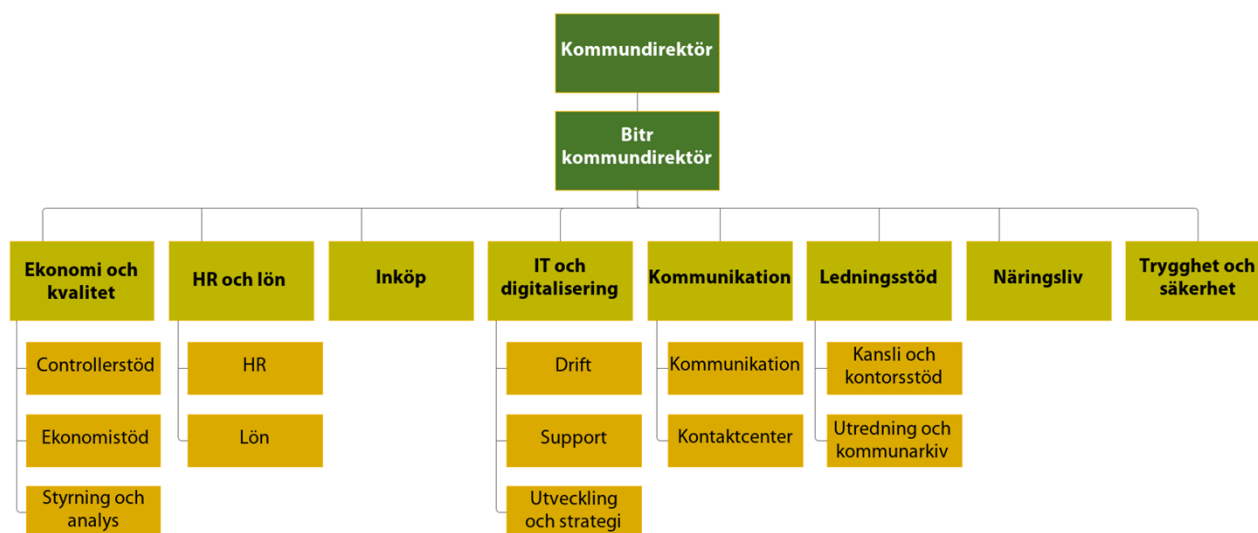 Kommundirektör
Bitr
kommundirektör
Ekonomi och
kvalitet
HR och lön
Inköp
IT och
digitalisering
Kommunikation
Ledningsstöd
Näringsliv
Trygghet och
säkerhet
Controllerstöd
HR
Drift
Kommunikation
Kansli och
kontorsstöd
Ekonomistöd
Lön
Support
Kontaktcenter
Utredning och
kommunarkiv
Styrning och
analys
Utveckling
och strategi